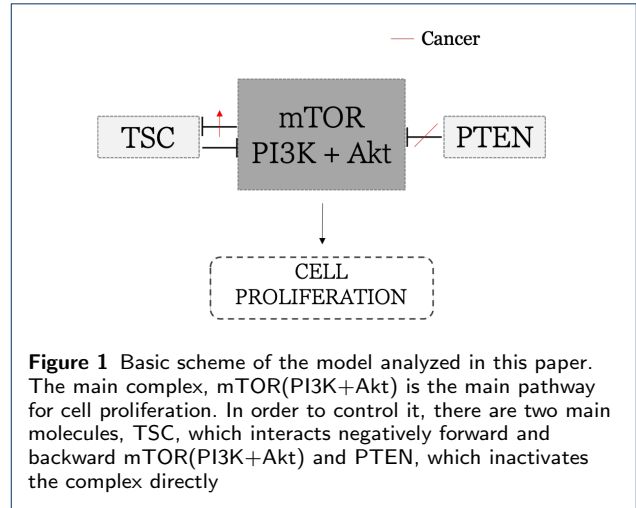 Cancer
mTOR
PI3K + Akt
TSC
PTEN
CELL
PROLIFERATION
Figure 1 Basic scheme of the model analyzed in this paper.
The main complex, mTOR(PI3K+Akt) is the main pathway
for cell proliferation. In order to control it, there are two main
molecules, TSC, which interacts negatively forward and
backward mTOR(PI3K+Akt) and PTEN, which inactivates
the complex directly